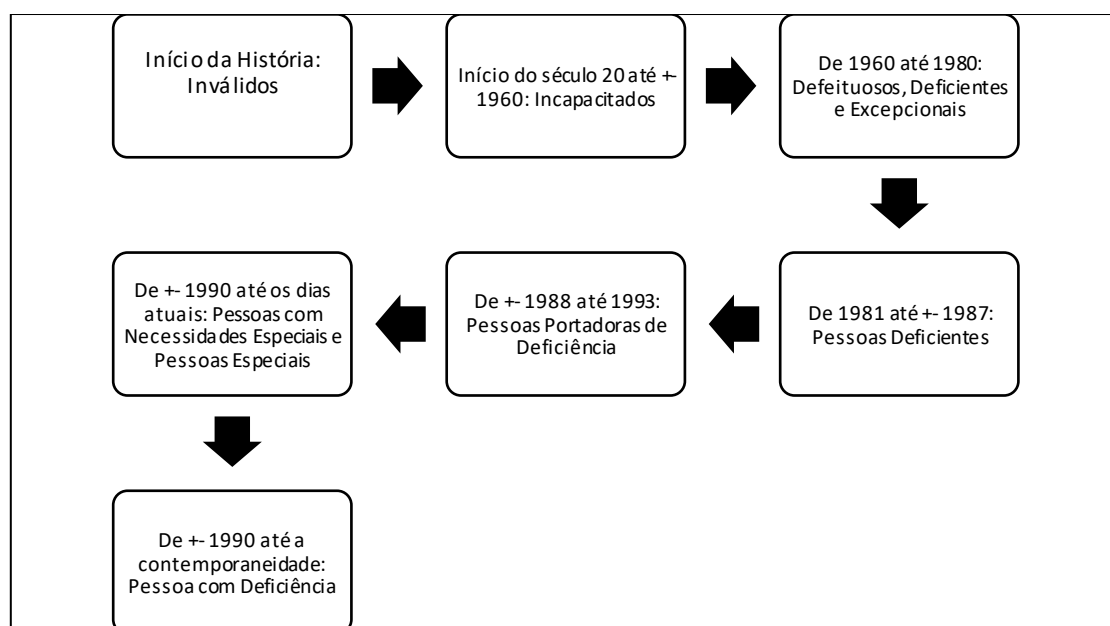 Início da História:
Inválidos
Início do século 20 até +-
1960: Incapacitados
De 1960 até 1980:
Defeituosos, Deficientes
e Excepcionais
De 1981 até +- 1987:
Pessoas Deficientes
De +- 1988 até 1993:
Pessoas Portadoras de
Deficiência
De +- 1990 até os dias
atuais: Pessoas com
Necessidades Especiais e
Pessoas Especiais
De +- 1990 até a
contemporaneidade:
Pessoa com Deficiência